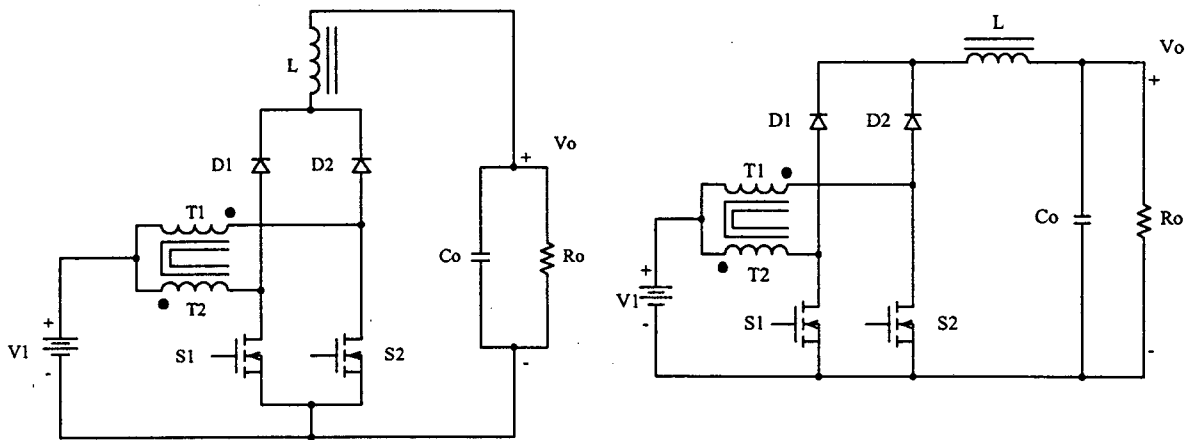 L
D1 D2
Vo
+
T1
T2
Co Ro
+
V1
-
S1 S2
-
L
Vo
+
D1 D2
T1
T2
Co Ro
+
V1
-
S1 S2
-